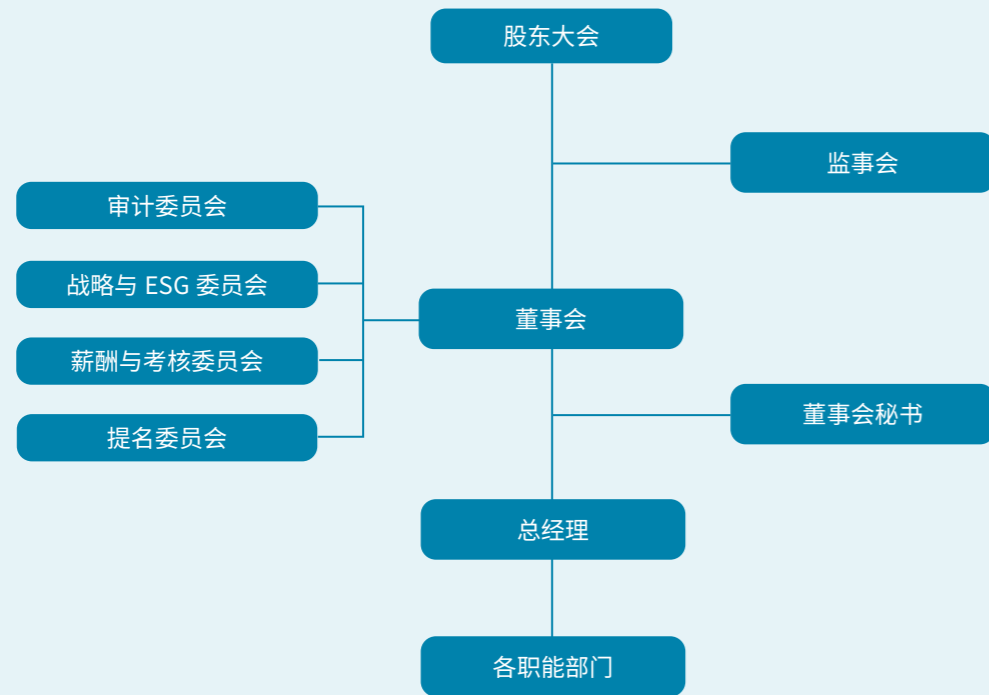 股东大会
监事会
审计委员会
战略与 ESG 委员会
薪酬与考核委员会
提名委员会
董事会
董事会秘书
总经理
各职能部门